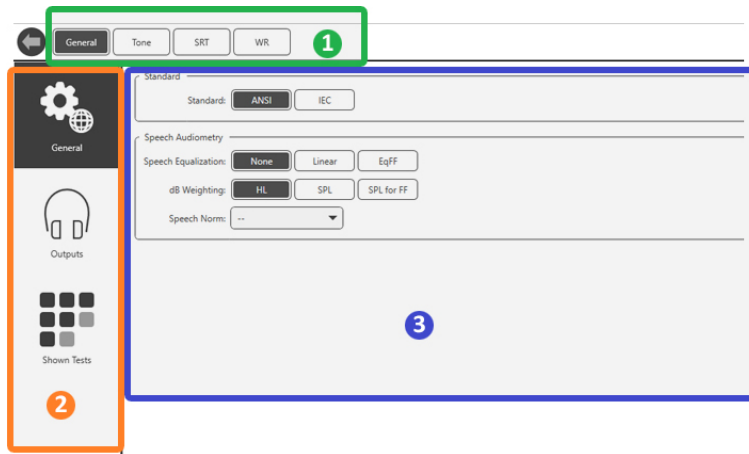 General Tone SRT WR 1
General
Outputs
Shown Tests
2
Standard
Standard: ANSI IEC
Speech Audiometry
Speech Equalization: None Linear EqFF
dB Weighting: HL SPL SPL for FF
Speech Norm: --
3